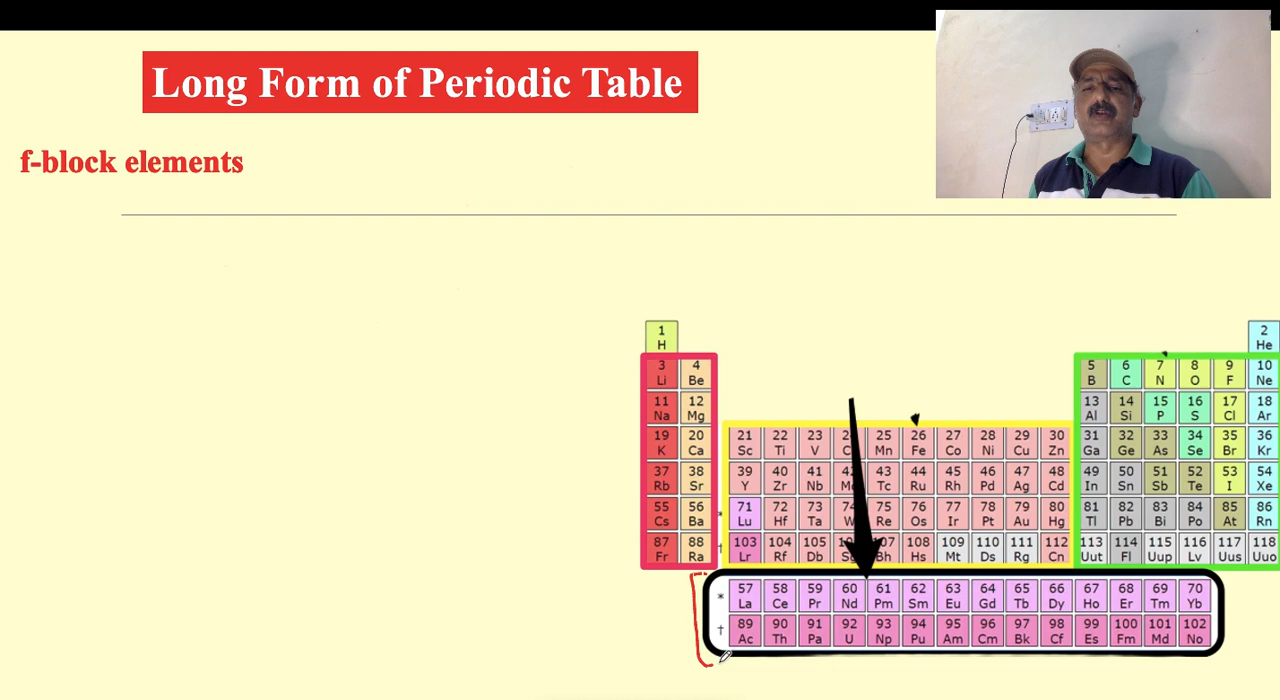 Long Form of Periodic Table
f-block elements
1 2
H He
3 4 5 6 7 8 9 10
Li Be B C N O F Ne
11 12 13 14 15 16 17 18
Na Mg Al Si P S Cl Ar
19 20 21 22 23 25 26 27 28 29 30 31 32 33 34 35 36
K Ca Sc Ti V Mn Fe Co Ni Cu Zn Ga Ge As Se Br Kr
37 38 39 40 41 43 44 45 46 47 48 49 50 51 52 53 54
Rb Sr Y Zr Nb Tc Ru Rh Pd Ag Cd In Sn Sb Te I Xe
55 56 71 72 73 75 76 77 78 79 80 81 82 83 84 85 86
Cs Ba * Lu Hf Ta W Re Os Ir Pt Au Hg Tl Pb Bi Po At Rn
87 88 103 104 105 107 108 109 110 111 112 113 114 115 116 117 118
Fr Ra † Lr Rf Db Bh Hs Mt Ds Rg Cn Uut Fl Uup Lv Uus Uuo
* 57 58 59 60 61 62 63 64 65 66 67 68 69 70
La Ce Pr Nd Pm Sm Eu Gd Tb Dy Ho Er Tm Yb
† 89 90 91 92 93 94 95 96 97 98 99 100 101 102
Ac Th Pa U Np Pu Am Cm Bk Cf Es Fm Md No